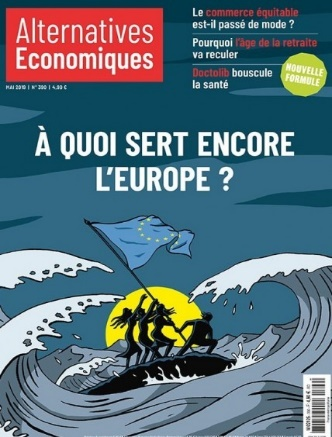 Alternatives
Economiques
MAI 2019 | N° 390 | 4,90 €
Le commerce équitable
est-il passé de mode ?
Pourquoi l'âge de la retraite
va reculer
Doctolib bouscule
la santé
NOUVELLE
FORMULE
À QUOI SERT ENCORE
L'EUROPE ?